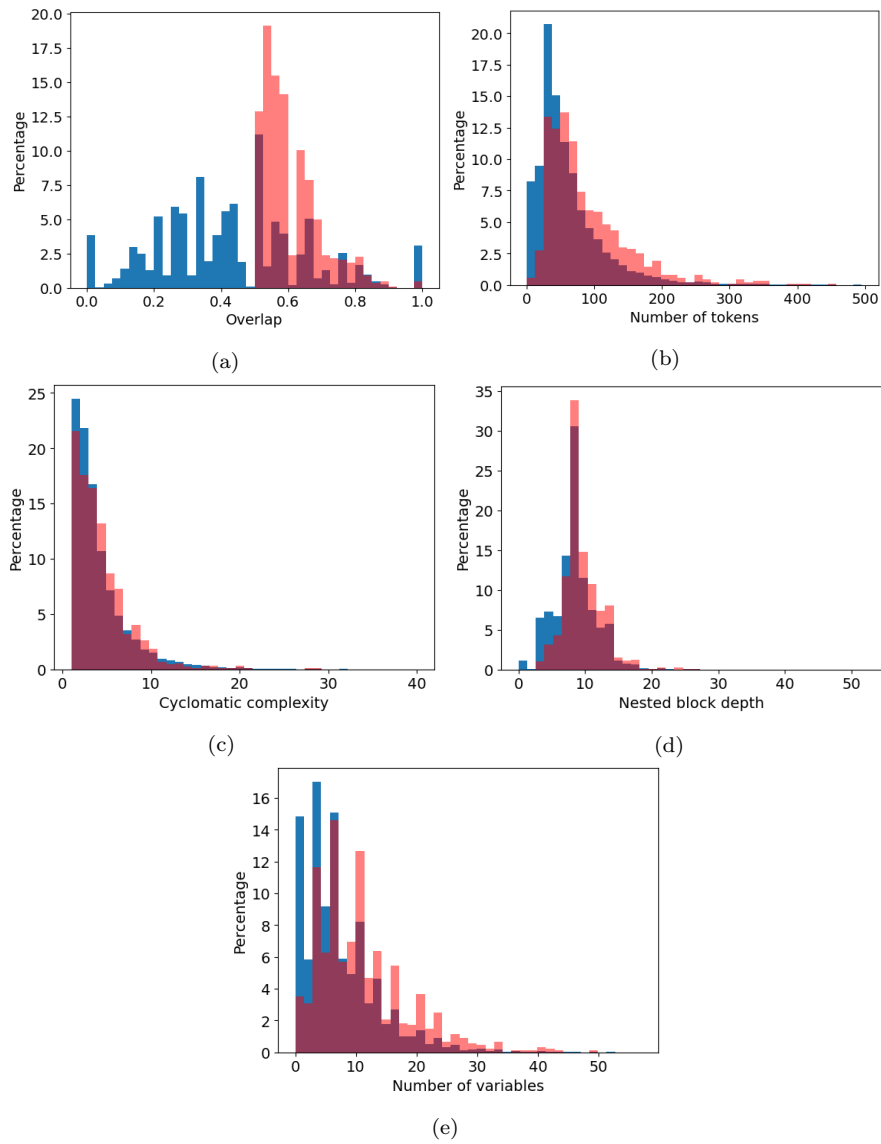 20.0
17.5
15.0
12.5
10.0
7.5
5.0
2.5
0.0
Percentage
0.0 0.2 0.4 0.6 0.8 1.0
Overlap
(a)
20.0
17.5
15.0
12.5
10.0
7.5
5.0
2.5
0.0
Percentage
0 100 200 300 400 500
Number of tokens
(b)
25
20
15
10
5
0
Percentage
0 10 20 30 40
Cyclomatic complexity
(c)
35
30
25
20
15
10
5
0
Percentage
0 10 20 30 40 50
Nested block depth
(d)
16
14
12
10
8
6
4
2
0
Percentage
0 10 20 30 40 50
Number of variables
(e)